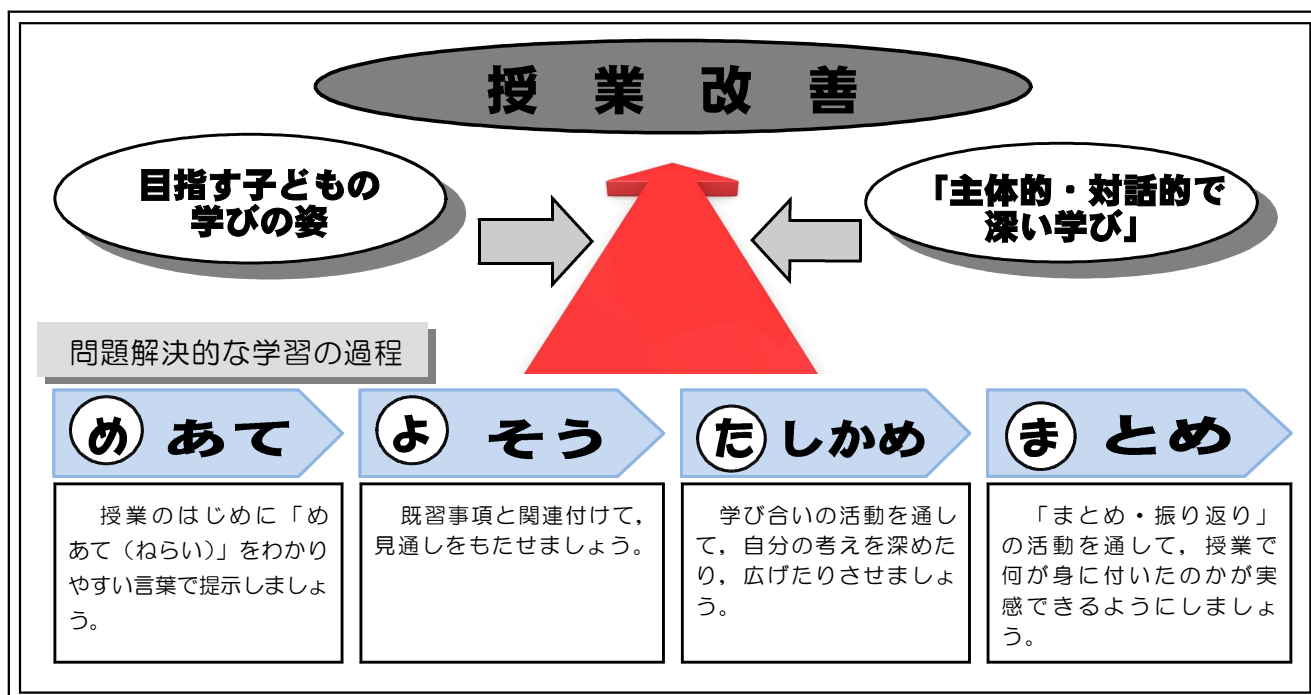 授業改善
目指す子どもの
学びの姿
「主体的・対話的で
深い学び」
問題解決的な学習の過程
めあて
授業のはじめに「め
あて（ねらい）」をわかり
やすい言葉で提示しましょ
う。
よそう
既習事項と関連付けて，
見通しをもたせましょう。
たしかめ
学び合いの活動を通し
て，自分の考えを深めた
り，広げたりさせましょ
う。
まとめ
「まとめ・振り返り」
の活動を通して，授業で
何が身に付いたのかが実
感できるようにしましょ
う。